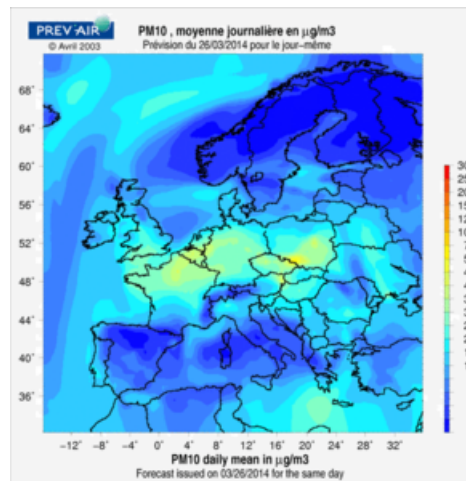 PREV'AIR
© Avril 2003
PM10 , moyenne journalière en µg/m3
Prévision du 26/03/2014 pour le jour-même
68°
64°
60°
56°
52°
48°
44°
40°
36°
−12° −8° −4° 0° 4° 8° 12° 16° 20° 24° 28° 32°
PM10 daily mean in µg/m3
Forecast issued on 03/26/2014 for the same day